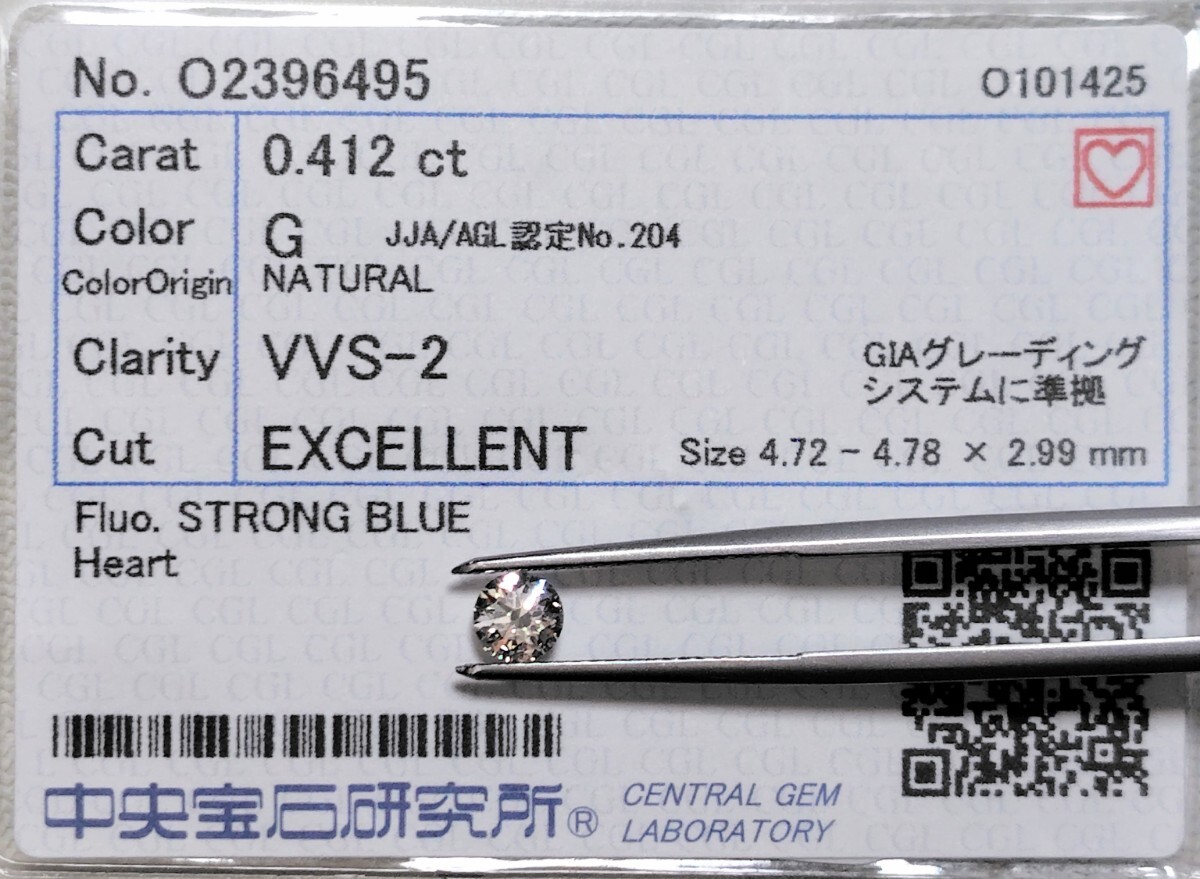 No. O2396495 O101425
Carat 0.412 ct
Color G JJA/AGL認定No.204
ColorOrigin NATURAL
Clarity VVS-2 GIAグレーディング
システムに準拠
Cut EXCELLENT Size 4.72 - 4.78 × 2.99 mm
Fluo. STRONG BLUE
Heart
中央宝石研究所® CENTRAL GEM
LABORATORY